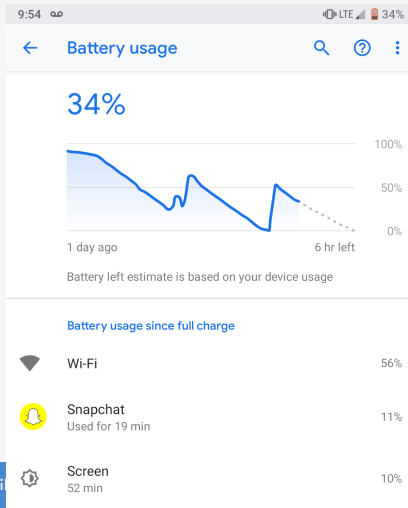 9:54 LTE 34%
Battery usage
34%
100%
50%
0%
1 day ago 6 hr left
Battery left estimate is based on your device usage
Battery usage since full charge
Wi-Fi 56%
Snapchat 11%
Used for 19 min
Screen 10%
52 min